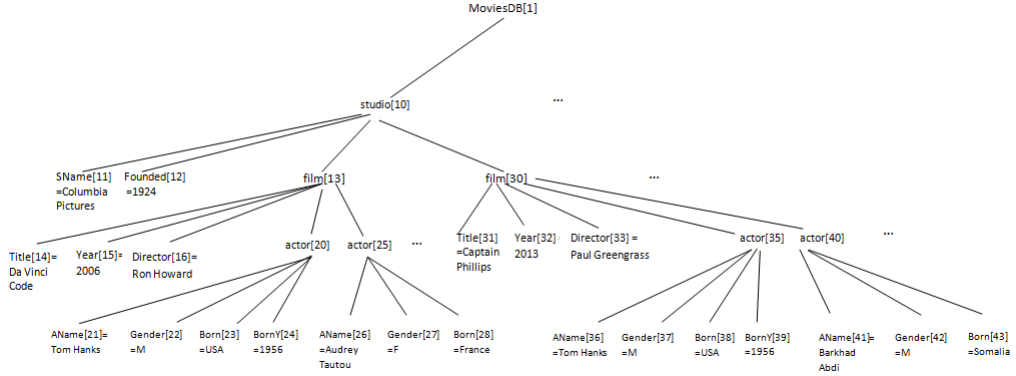 MoviesDB[1]
studio[10]
...
SName[11]
=Columbia
Pictures
Founded[12]
=1924
film[13]
film[30]
...
Title[14]=
Da Vinci
Code
Year[15]=
2006
Director[16]=
Ron Howard
actor[20]
actor[25]
...
Title[31]
=Captain
Phillips
Year[32]
2013
Director[33] =
Paul Greengrass
actor[35]
actor[40]
...
AName[21]=
Tom Hanks
Gender[22]
=M
Born[23]
=USA
BornY[24]
=1956
AName[26]
=Audrey
Tautou
Gender[27]
=F
Born[28]
=France
AName[36]
=Tom Hanks
Gender[37]
=M
Born[38]
=USA
BornY[39]
=1956
AName[41]=
Barkhad
Abdi
Gender[42]
=M
Born[43]
=Somalia